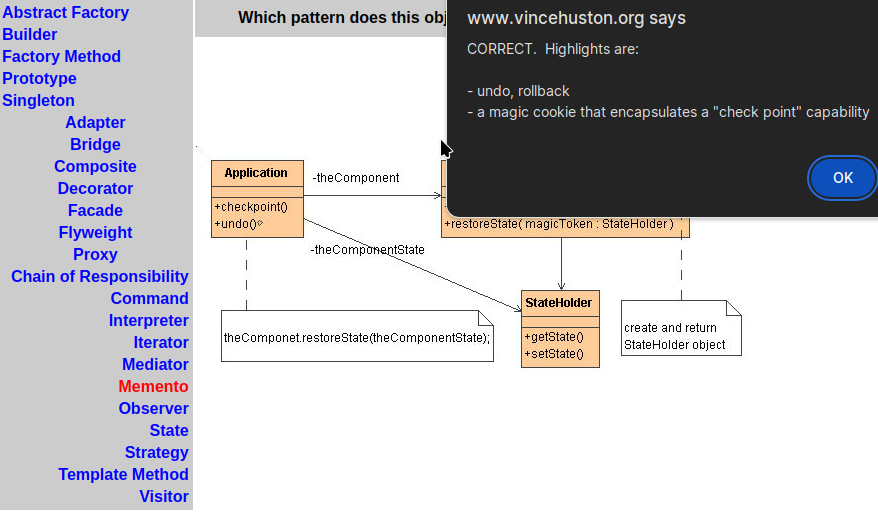 Abstract Factory
Builder
Factory Method
Prototype
Singleton
Adapter
Bridge
Composite
Decorator
Facade
Flyweight
Proxy
Chain of Responsibility
Command
Interpreter
Iterator
Mediator
Memento
Observer
State
Strategy
Template Method
Visitor
Which pattern does this obj
www.vincehuston.org says
CORRECT. Highlights are:
- undo, rollback
- a magic cookie that encapsulates a "check point" capability
OK
Application
+checkpoint()
+undo()
-theComponent
+restoreState( magicToken : StateHolder )
-theComponentState
StateHolder
+getState()
+setState()
theComponet.restoreState(theComponentState);
create and return
StateHolder object